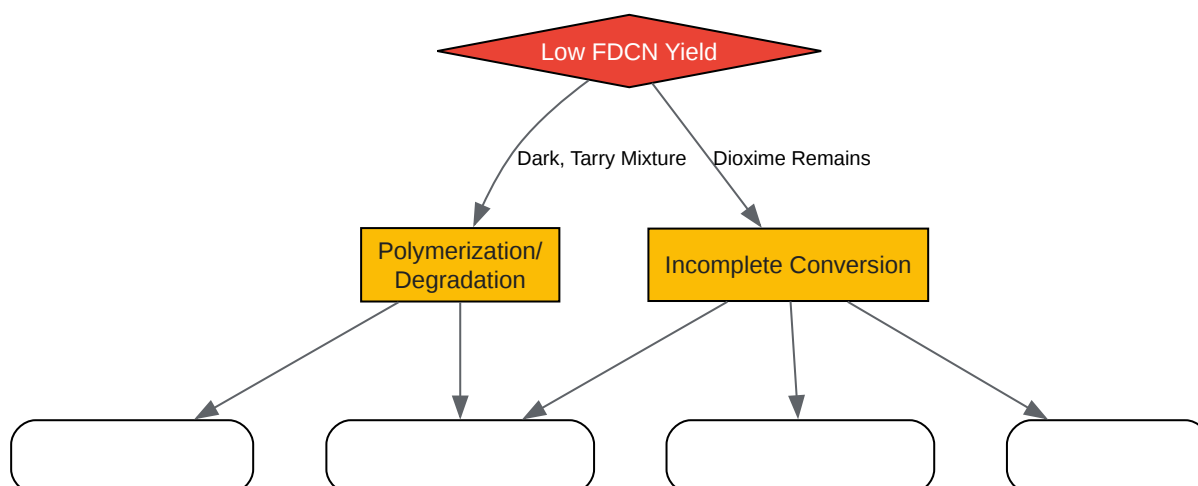 Low FDCN Yield
Dark, Tarry Mixture
Dioxime Remains
Polymerization/
Degradation
Incomplete Conversion